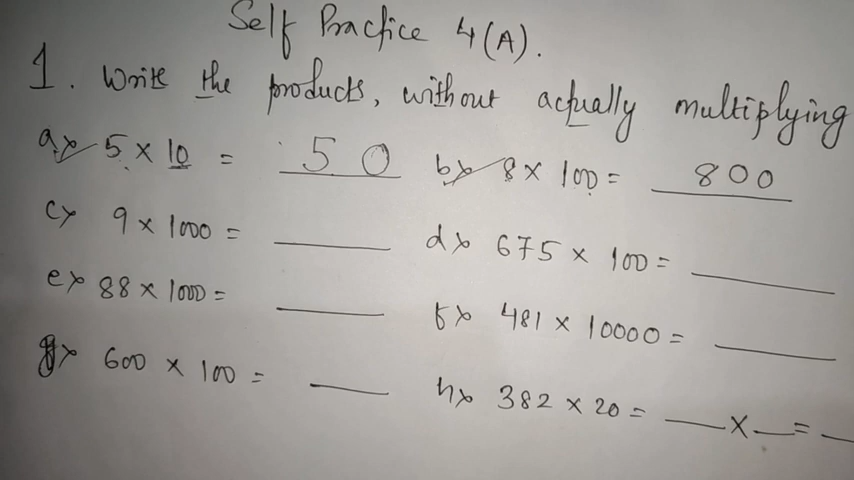 Self Practice 4(A).
1. Write the products, without actually multiplying
a) 5 × 10 = 50 b) 8 × 100 = 800
c) 9 × 1000 = ____ d) 675 × 100 = ____
e) 88 × 1000 = ____ f) 481 × 10000 = ____
g) 600 × 100 = ____ h) 382 × 20 = ____ × ____ = ____